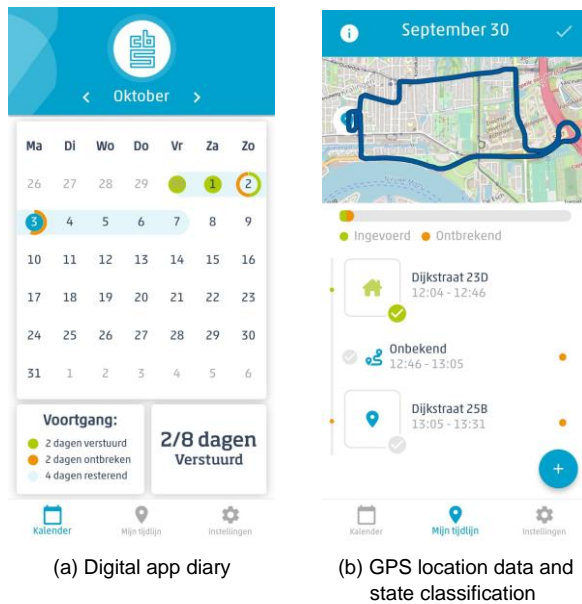 Oktober
Ma Di Wo Do Vr Za Zo
26 27 28 29 1 2
3 4 5 6 7 8 9
10 11 12 13 14 15 16
17 18 19 20 21 22 23
24 25 26 27 28 29 30
31 1 2 3 4 5 6
Voortgang:
2 dagen verstuurd
2 dagen ontbreken
4 dagen resterend
2/8 dagen
Verstuurd
Kalender Mijn tijdlijn Instellingen
(a) Digital app diary
September 30
Ingevoerd Ontbrekend
Dijkstraat 23D
12:04 - 12:46
Onbekend
12:46 - 13:05
Dijkstraat 25B
13:05 - 13:31
+
Kalender Mijn tijdlijn Instellingen
(b) GPS location data and
state classification